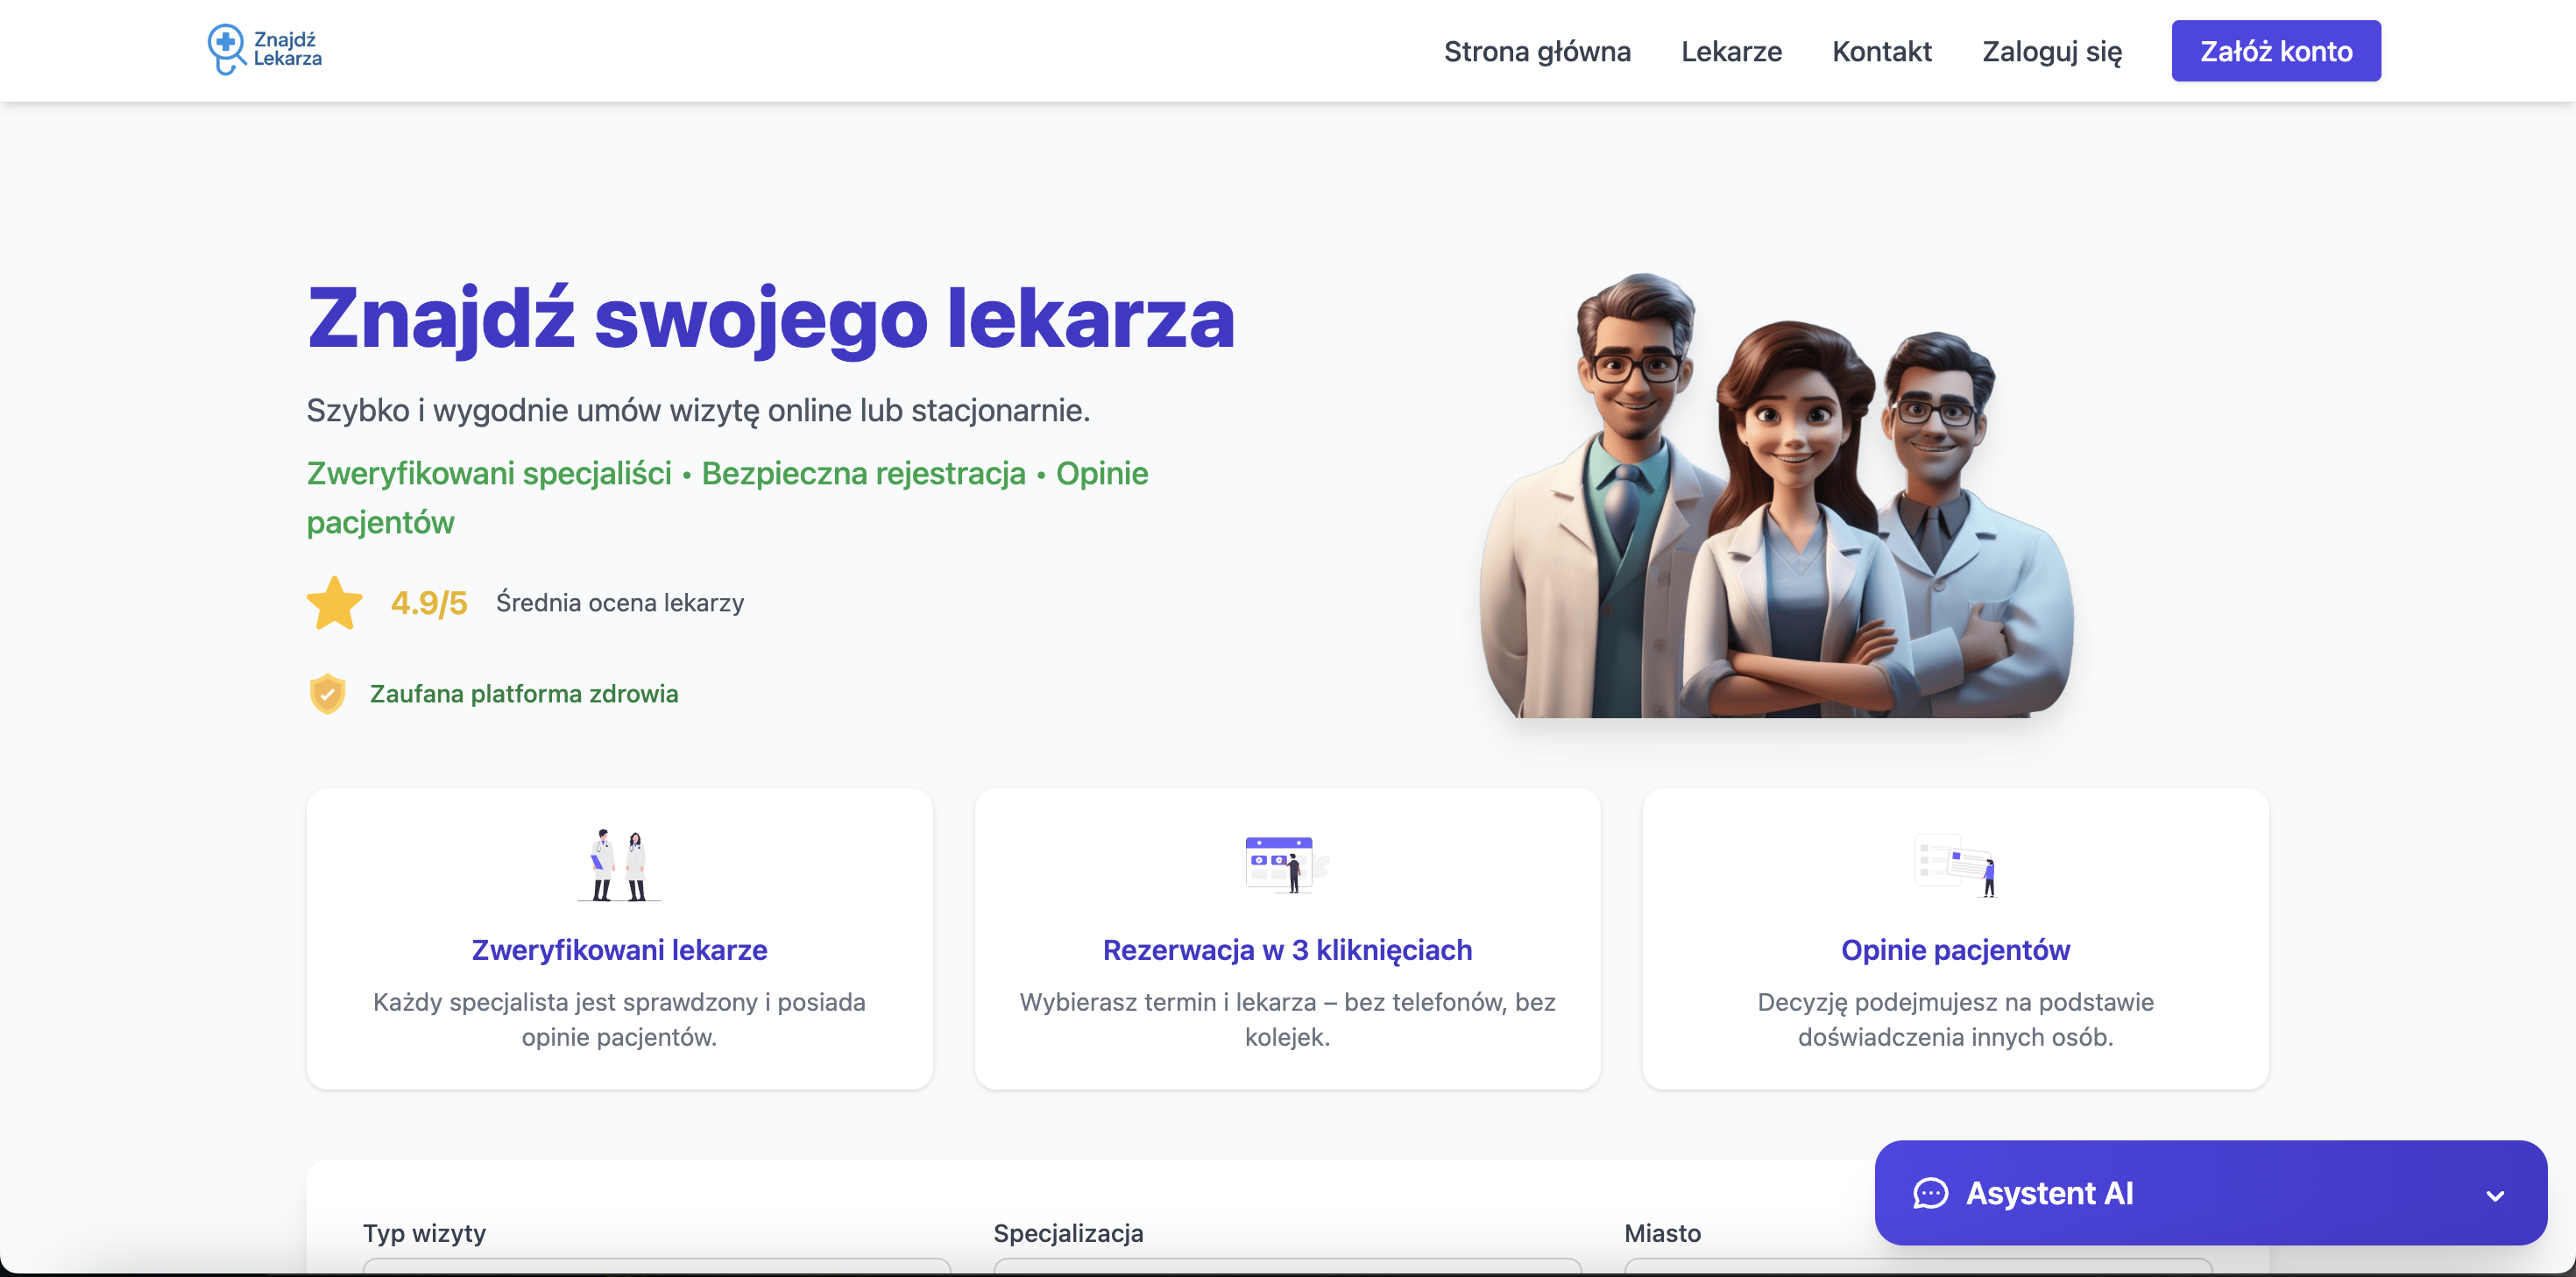 Znajdź
Lekarza
Strona główna
Lekarze
Kontakt
Zaloguj się
Załóż konto
Znajdź swojego lekarza
Szybko i wygodnie umów wizytę online lub stacjonarnie.
Zweryfikowani specjaliści • Bezpieczna rejestracja • Opinie
pacjentów
4.9/5 Średnia ocena lekarzy
Zaufana platforma zdrowia
Zweryfikowani lekarze
Każdy specjalista jest sprawdzony i posiada
opinie pacjentów.
Rezerwacja w 3 kliknięciach
Wybierasz termin i lekarza – bez telefonów, bez
kolejek.
Opinie pacjentów
Decyzję podejmujesz na podstawie
doświadczenia innych osób.
Typ wizyty
Specjalizacja
Miasto
Asystent AI